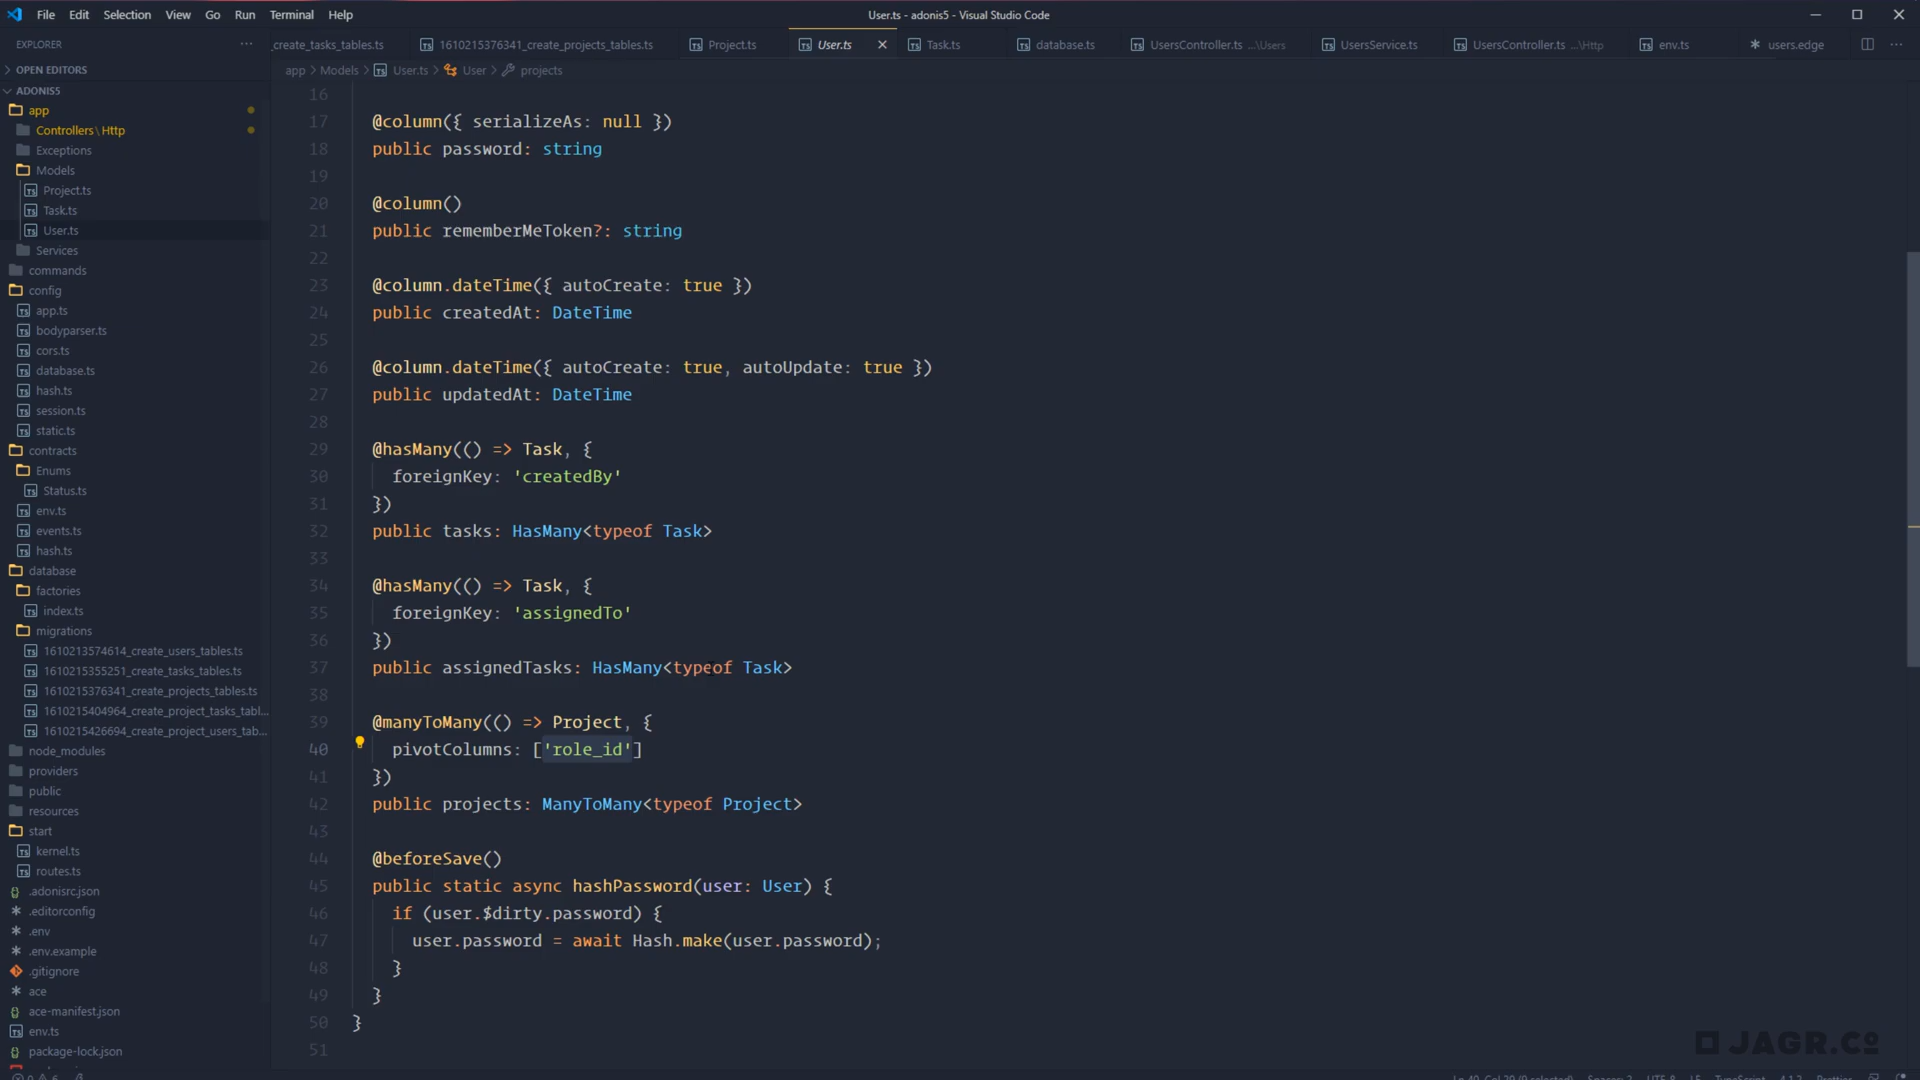 File Edit Selection View Go Run Terminal Help
User.ts - adonis5 - Visual Studio Code
EXPLORER
_create_tasks_tables.ts
1610215376341_create_projects_tables.ts
Project.ts
User.ts
Task.ts
database.ts
UsersController.ts ...\Users
UsersService.ts
UsersController.ts ...\Http
env.ts
users.edge
app > Models > User.ts > User > projects
OPEN EDITORS
ADONIS5
app
Controllers \ Http
Exceptions
Models
Project.ts
Task.ts
User.ts
Services
commands
config
app.ts
bodyparser.ts
cors.ts
database.ts
hash.ts
session.ts
static.ts
contracts
Enums
Status.ts
env.ts
events.ts
hash.ts
database
factories
index.ts
migrations
1610213574614_create_users_tables.ts
1610215355251_create_tasks_tables.ts
1610215376341_create_projects_tables.ts
1610215404964_create_project_tasks_tabl...
1610215426694_create_project_users_tab...
node_modules
providers
public
resources
start
kernel.ts
routes.ts
.adonisrc.json
.editorconfig
.env
.env.example
.gitignore
ace
ace-manifest.json
env.ts
package-lock.json
16
17 @column({ serializeAs: null })
18 public password: string
19
20 @column()
21 public rememberMeToken?: string
22
23 @column.dateTime({ autoCreate: true })
24 public createdAt: DateTime
25
26 @column.dateTime({ autoCreate: true, autoUpdate: true })
27 public updatedAt: DateTime
28
29 @hasMany(() => Task, {
30 foreignKey: 'createdBy'
31 })
32 public tasks: HasMany<typeof Task>
33
34 @hasMany(() => Task, {
35 foreignKey: 'assignedTo'
36 })
37 public assignedTasks: HasMany<typeof Task>
38
39 @manyToMany(() => Project, {
40 pivotColumns: ['role_id']
41 })
42 public projects: ManyToMany<typeof Project>
43
44 @beforeSave()
45 public static async hashPassword(user: User) {
46 if (user.$dirty.password) {
47 user.password = await Hash.make(user.password);
48 }
49 }
50 }
51
JAGR.Co